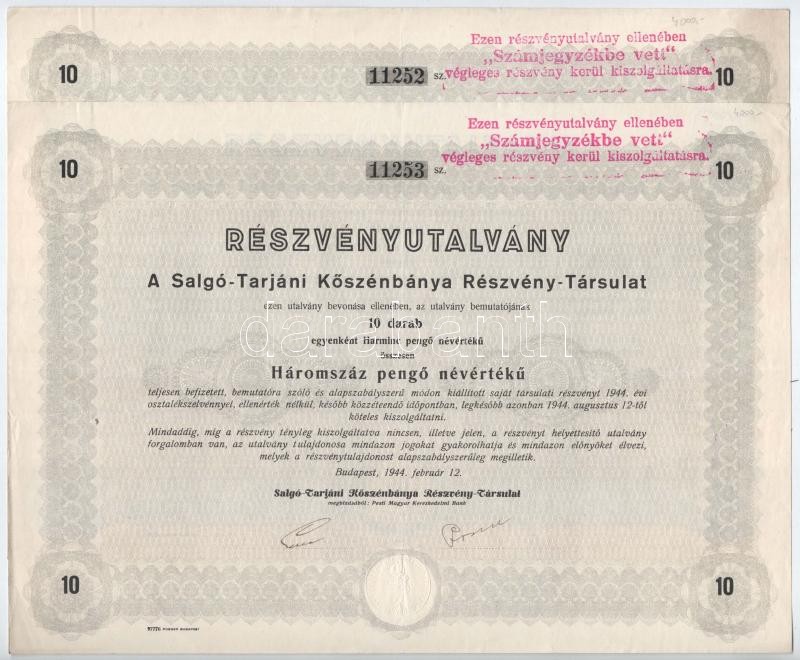 4000,-
Ezen részvényutalvány ellenében
„Számjegyzékbe vett"
végleges részvény kerül kiszolgáltatásra.
10 11252 sz. 10
4000,-
Ezen részvényutalvány ellenében
„Számjegyzékbe vett"
végleges részvény kerül kiszolgáltatásra.
10 11253 sz. 10
RÉSZVÉNYUTALVÁNY
A Salgó-Tarjáni Kőszénbánya Részvény-Társulat
ezen utalvány bevonása ellenében, az utalvány bemutatójának
10 darab
egyenként Harminc pengő névértékű
összesen
Háromszáz pengő névértékű
teljesen befizetett, bemutatóra szóló és alapszabályszerű módon kiállított saját társulati részvényt 1944. évi
osztalékszelvénnyel, ellenérték nélkül, később közzéteendő időpontban, legkésőbb azonban 1944. augusztus 12-től
köteles kiszolgáltatni.
Mindaddig, míg a részvény tényleg kiszolgáltatva nincsen, illetve jelen, a részvényt helyettesítő utalvány
forgalomban van, az utalvány tulajdonosa mindazon jogokat gyakorolhatja és mindazon előnyöket élvezi,
melyek a részvénytulajdonost alapszabályszerűleg megilletik.
Budapest, 1944. február 12.
Salgó-Tarjáni Kőszénbánya Részvény-Társulat
megbízásából: Pesti Magyar Kereskedelmi Bank
10 10
97776 POSNER BUDAPEST
darabanth